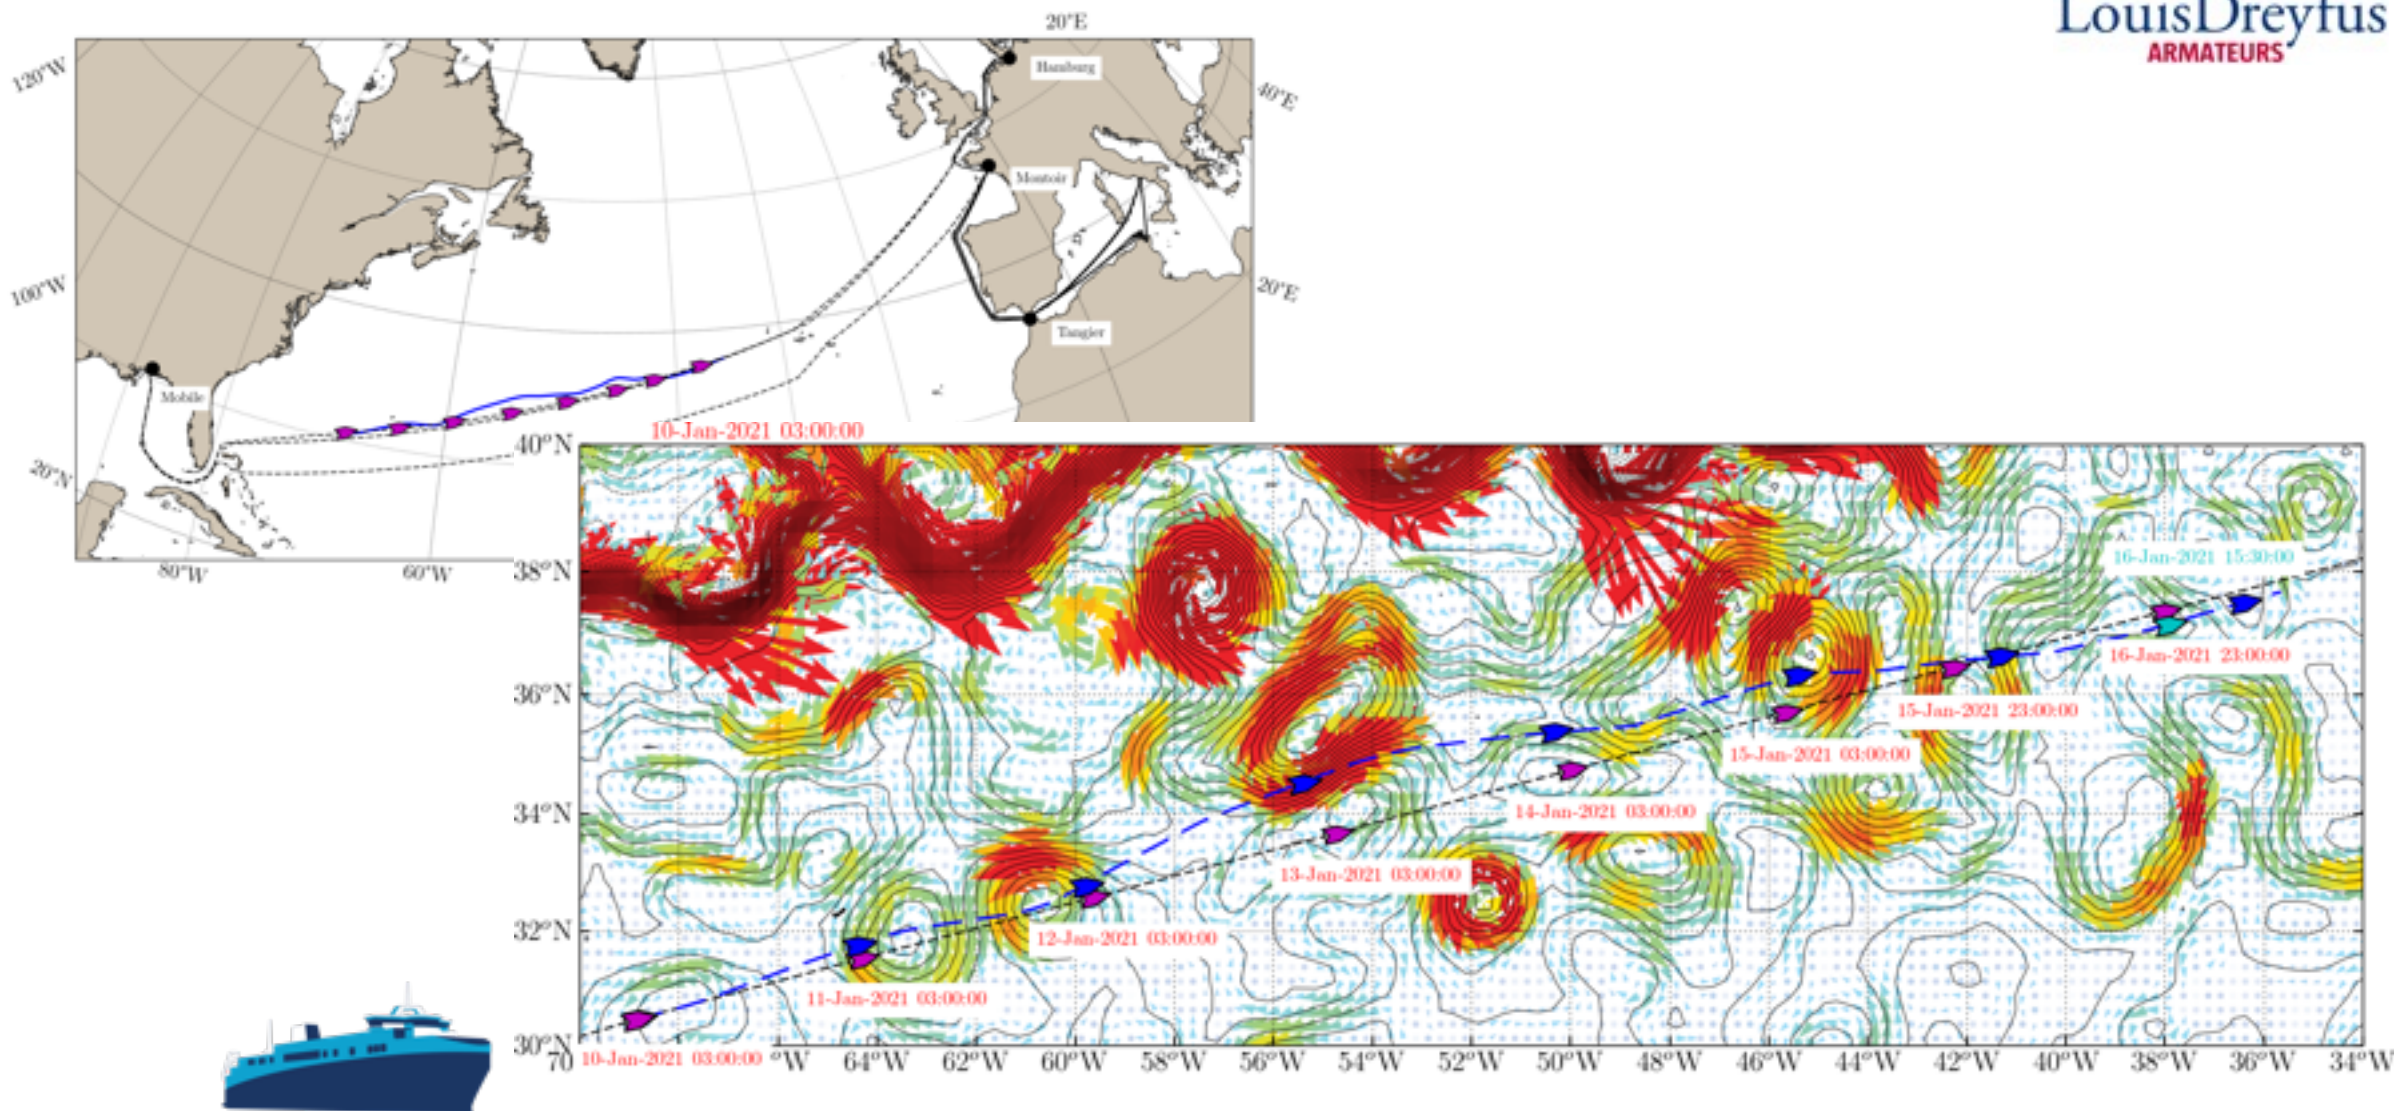 LouisDreyfus
ARMATEURS
20°E
120°W
Hamburg
40°E
Montoir
100°W
20°E
Tangier
Mobile
20°N
80°W
60°W
10-Jan-2021 03:00:00
40°N
38°N
36°N
34°N
32°N
30°N
16-Jan-2021 15:30:00
16-Jan-2021 23:00:00
15-Jan-2021 23:00:00
15-Jan-2021 03:00:00
14-Jan-2021 03:00:00
13-Jan-2021 03:00:00
12-Jan-2021 03:00:00
11-Jan-2021 03:00:00
70 10-Jan-2021 03:00:00 °W 64°W 62°W 60°W 58°W 56°W 54°W 52°W 50°W 48°W 46°W 44°W 42°W 40°W 38°W 36°W 34°W